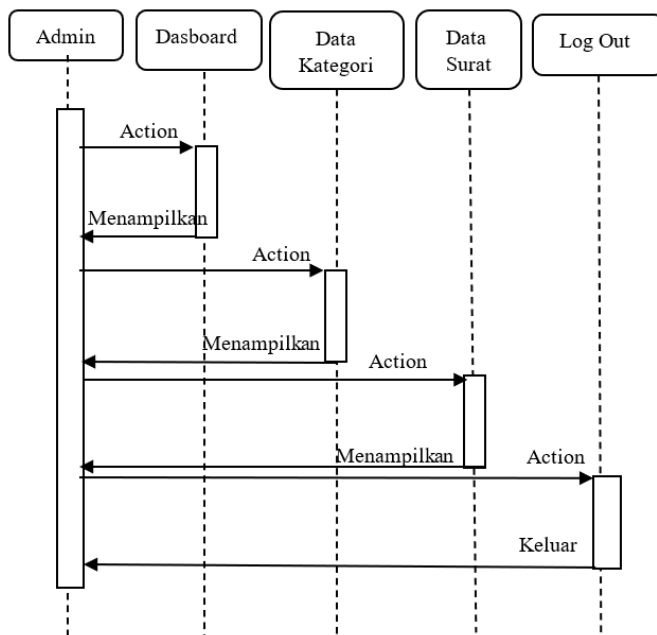 Admin
Dasboard
Data
Kategori
Data
Surat
Log Out
Action
Menampilkan
Action
Menampilkan
Action
Menampilkan
Action
Keluar